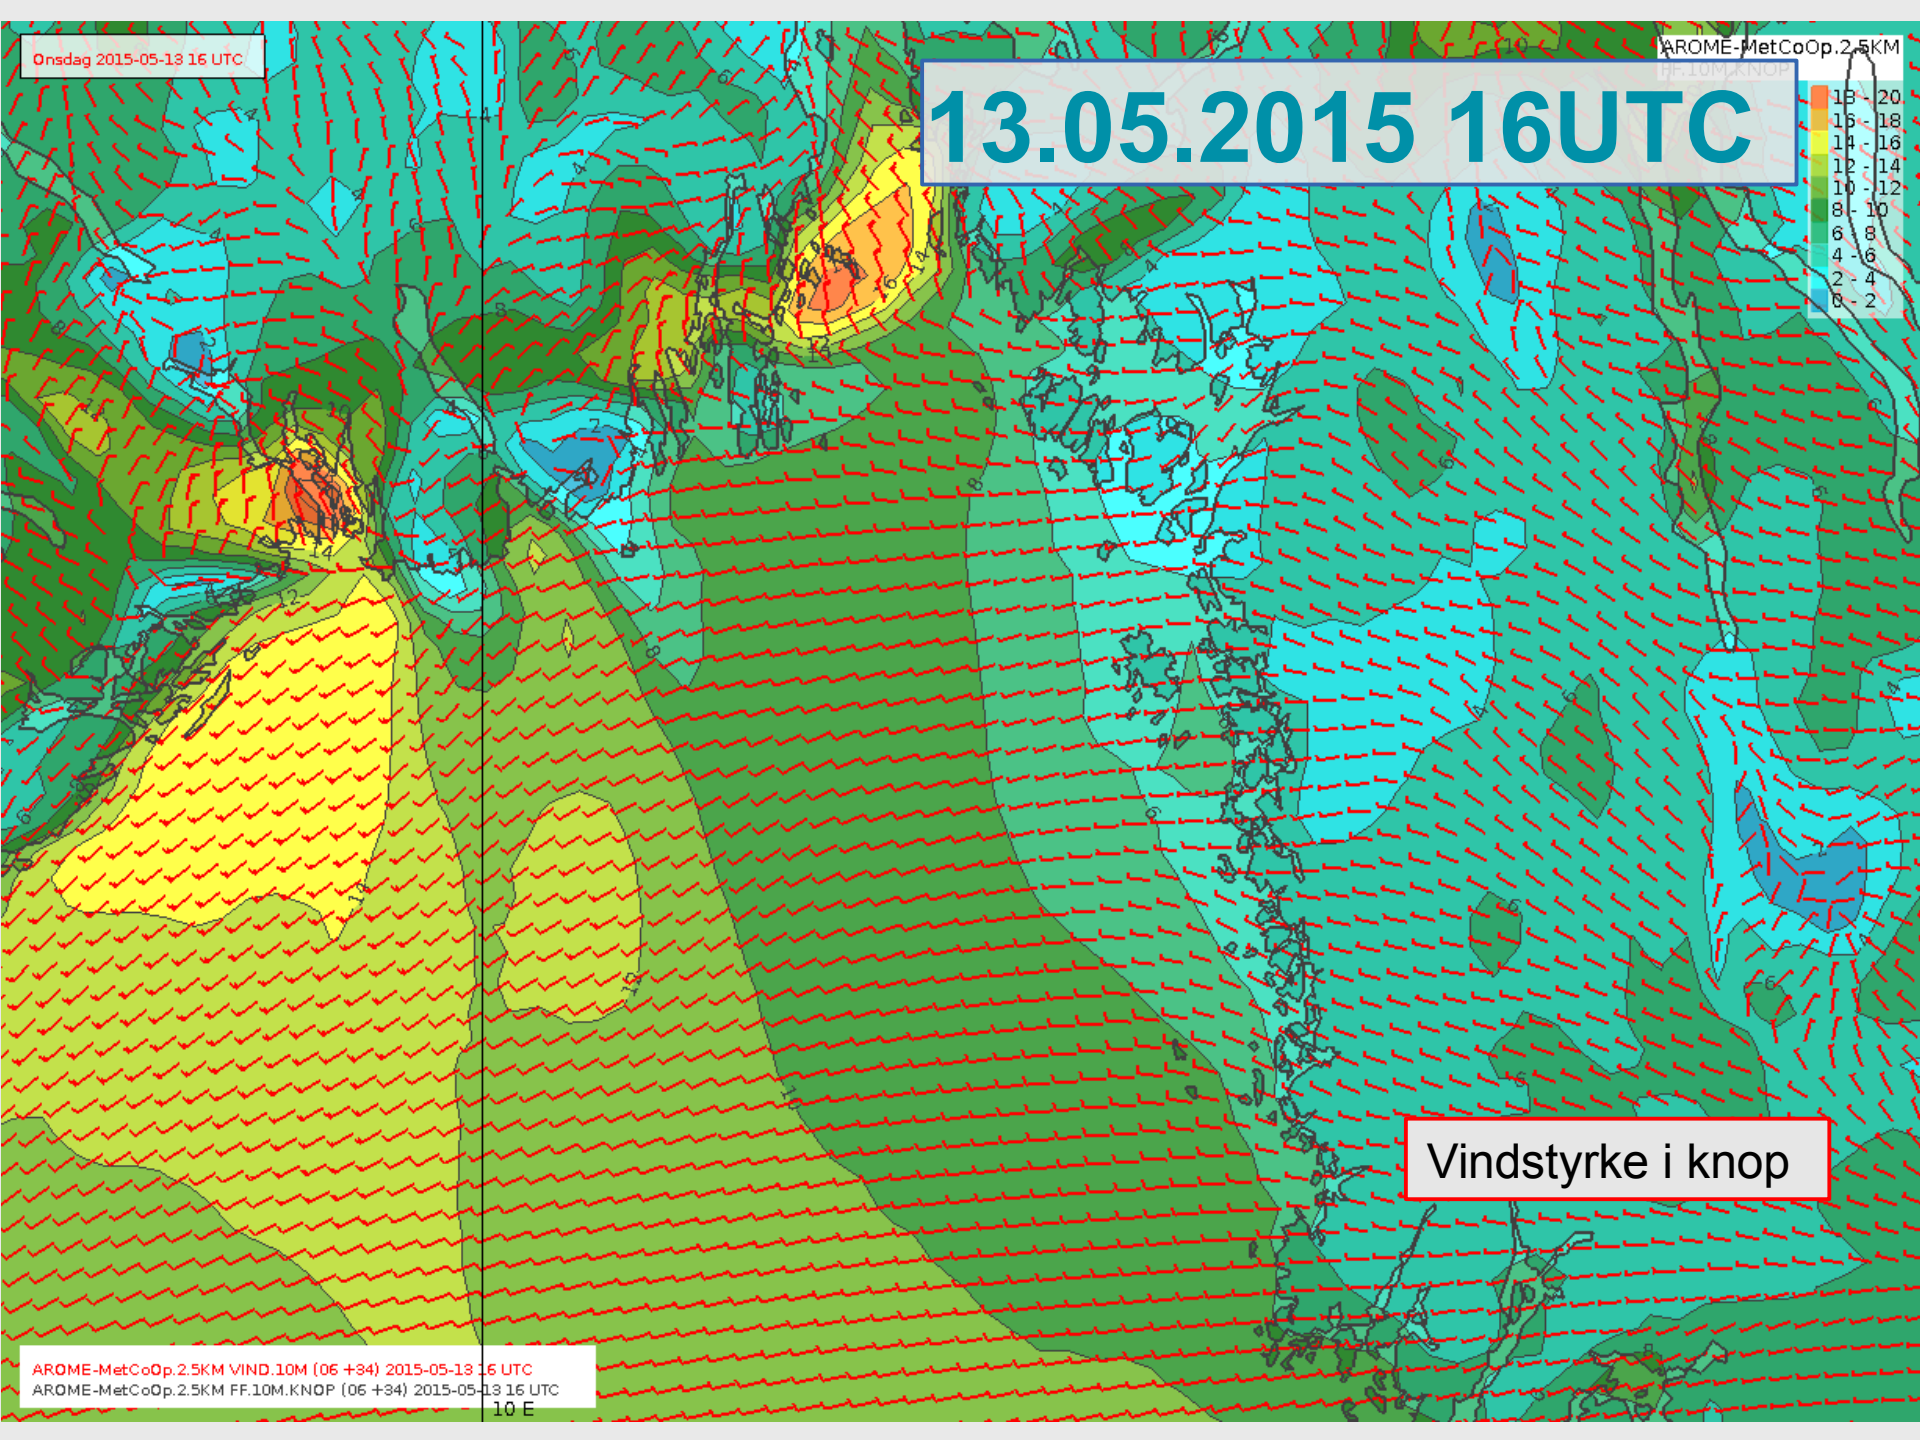 Onsdag 2015-05-13 16 UTC
AROME-MetCoOp.2.5KM
FF.10M.KNOP
13.05.2015 16UTC
18 - 20
16 - 18
14 - 16
12 - 14
10 - 12
8 - 10
6 - 8
4 - 6
2 - 4
0 - 2
Vindstyrke i knop
AROME-MetCoOp.2.5KM VIND.10M (06 +34) 2015-05-13 16 UTC
AROME-MetCoOp.2.5KM FF.10M.KNOP (06 +34) 2015-05-13 16 UTC
10 E